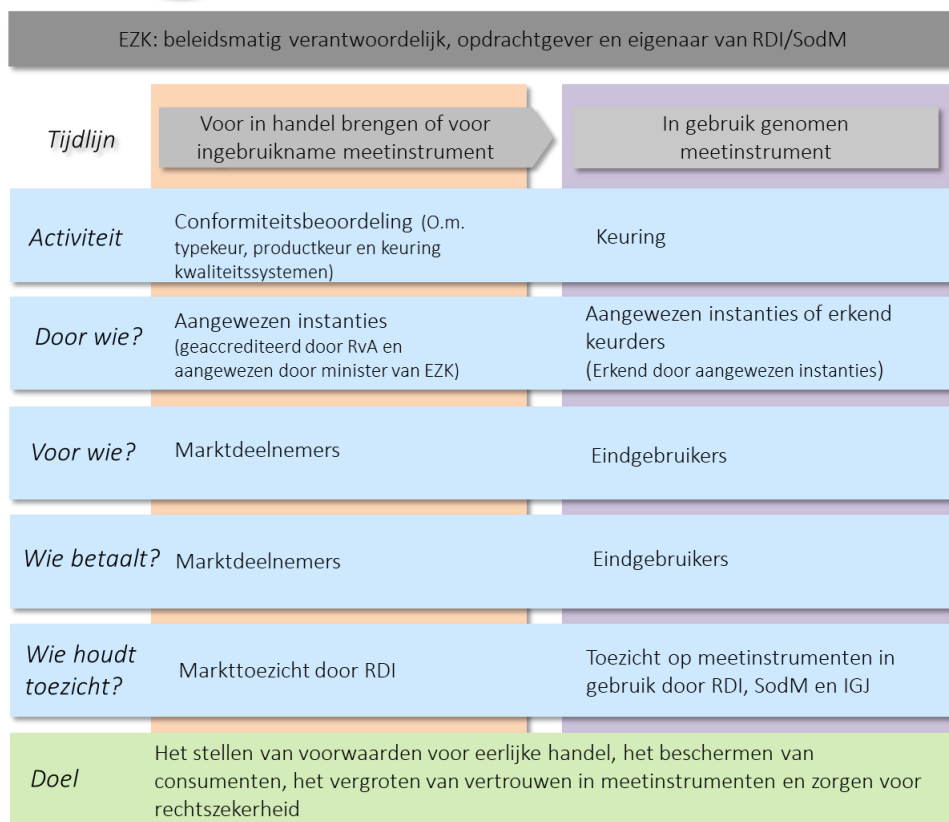 EZK: beleidsmatig verantwoordelijk, opdrachtgever en eigenaar van RDI/SodM
Tijdlijn
Voor in handel brengen of voor
ingebruikname meetinstrument
In gebruik genomen
meetinstrument
Activiteit
Conformiteitsbeoordeling (O.m.
typekeur, productkeur en keuring
kwaliteitssystemen)
Keuring
Door wie?
Aangewezen instanties
(geaccrediteerd door RvA en
aangewezen door minister van EZK)
Aangewezen instanties of erkend
keurders
(Erkend door aangewezen instanties)
Voor wie?
Marktdeelnemers
Eindgebruikers
Wie betaalt?
Marktdeelnemers
Eindgebruikers
Wie houdt
toezicht?
Markttoezicht door RDI
Toezicht op meetinstrumenten in
gebruik door RDI, SodM en IGJ
Doel
Het stellen van voorwaarden voor eerlijke handel, het beschermen van
consumenten, het vergroten van vertrouwen in meetinstrumenten en zorgen voor
rechtszekerheid